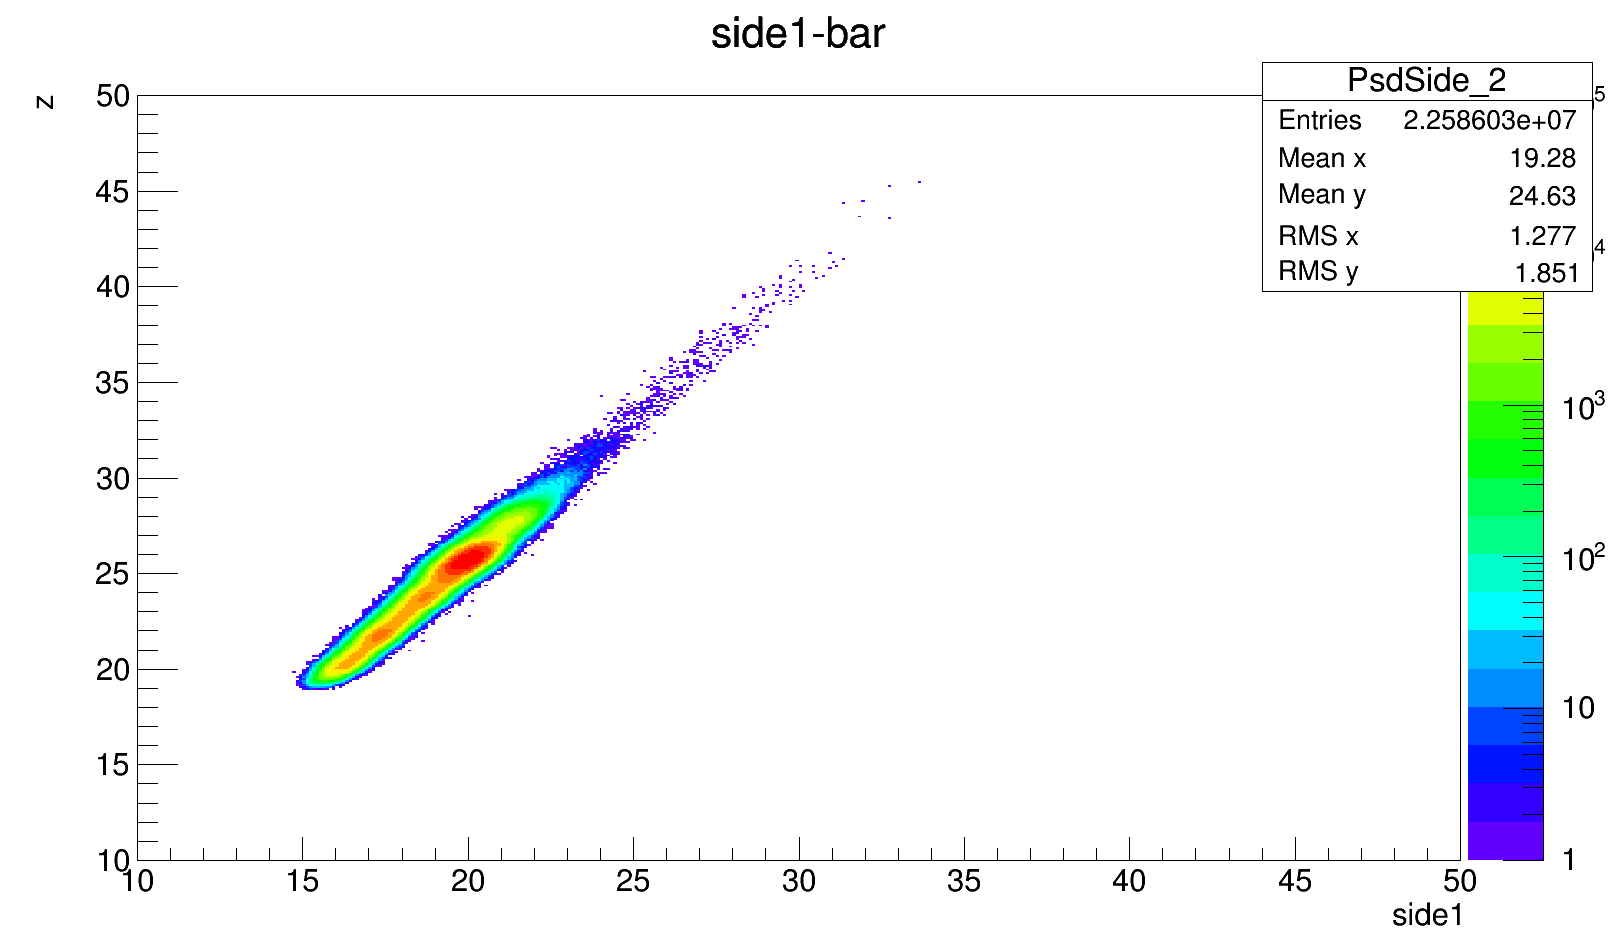 side1-bar
z
PsdSide_2
Entries 2.258603e+07
Mean x 19.28
Mean y 24.63
RMS x 1.277
RMS y 1.851
50
45
40
35
30
25
20
15
10
5
4
10³
10²
10
1
10 15 20 25 30 35 40 45 50
side1